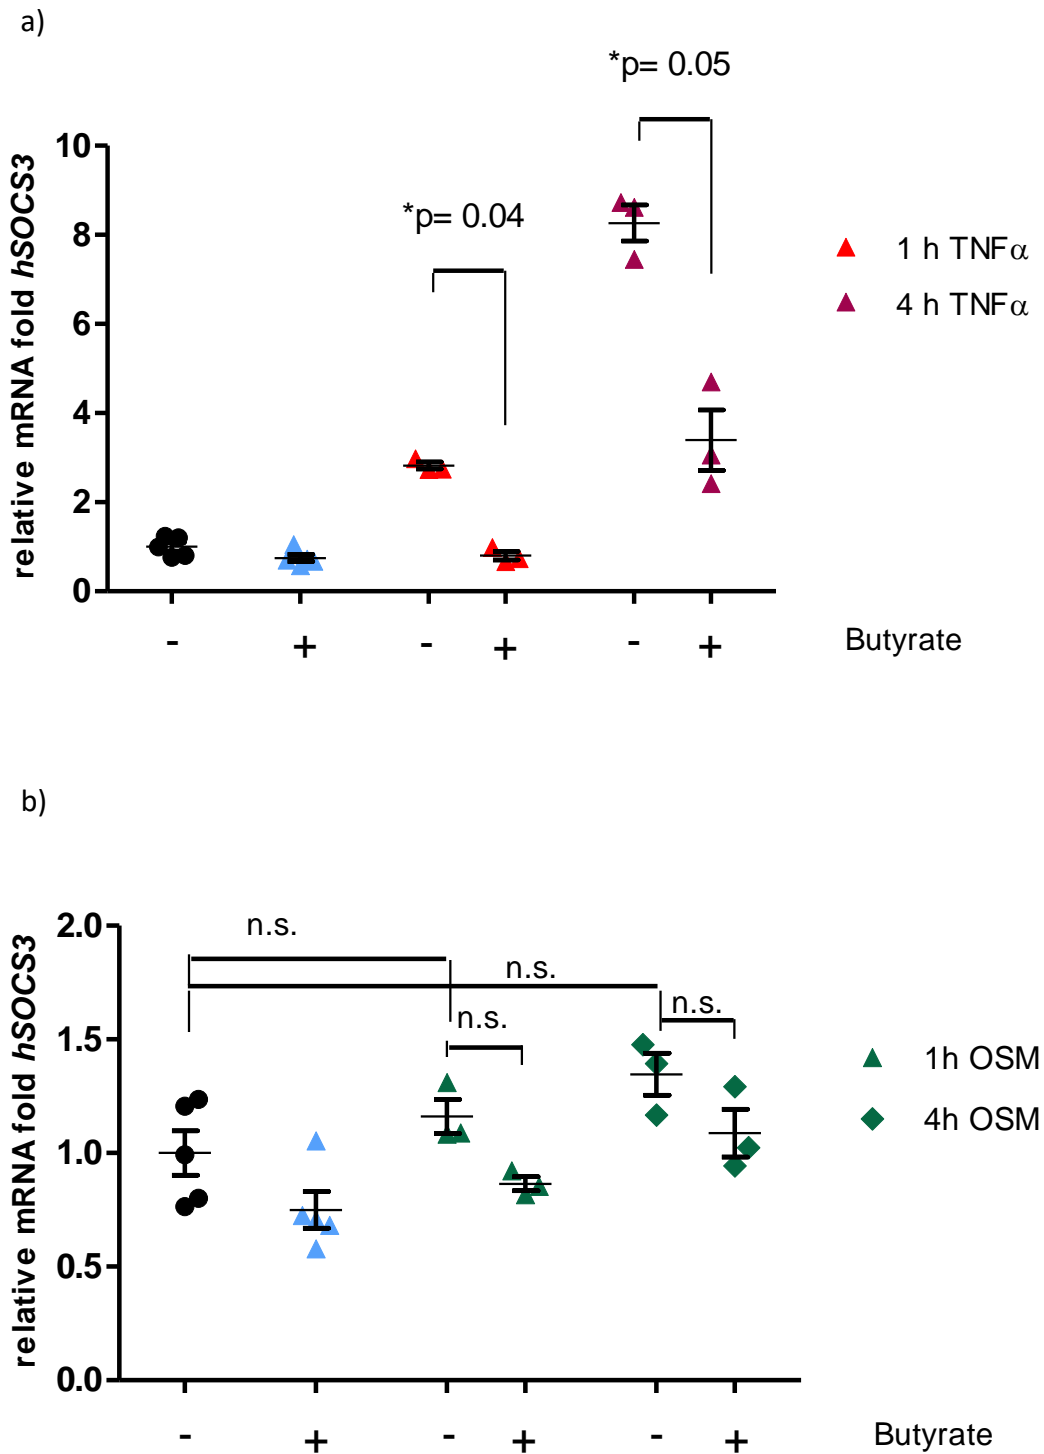 a)
*p= 0.05
*p= 0.04
relative mRNA fold hSOCS3
10
8
6
4
2
0
1 h TNFα
4 h TNFα
- + - + - + Butyrate
b)
relative mRNA fold hSOCS3
2.0
1.5
1.0
0.5
0.0
n.s.
n.s.
n.s.
n.s.
1h OSM
4h OSM
- + - + - + Butyrate